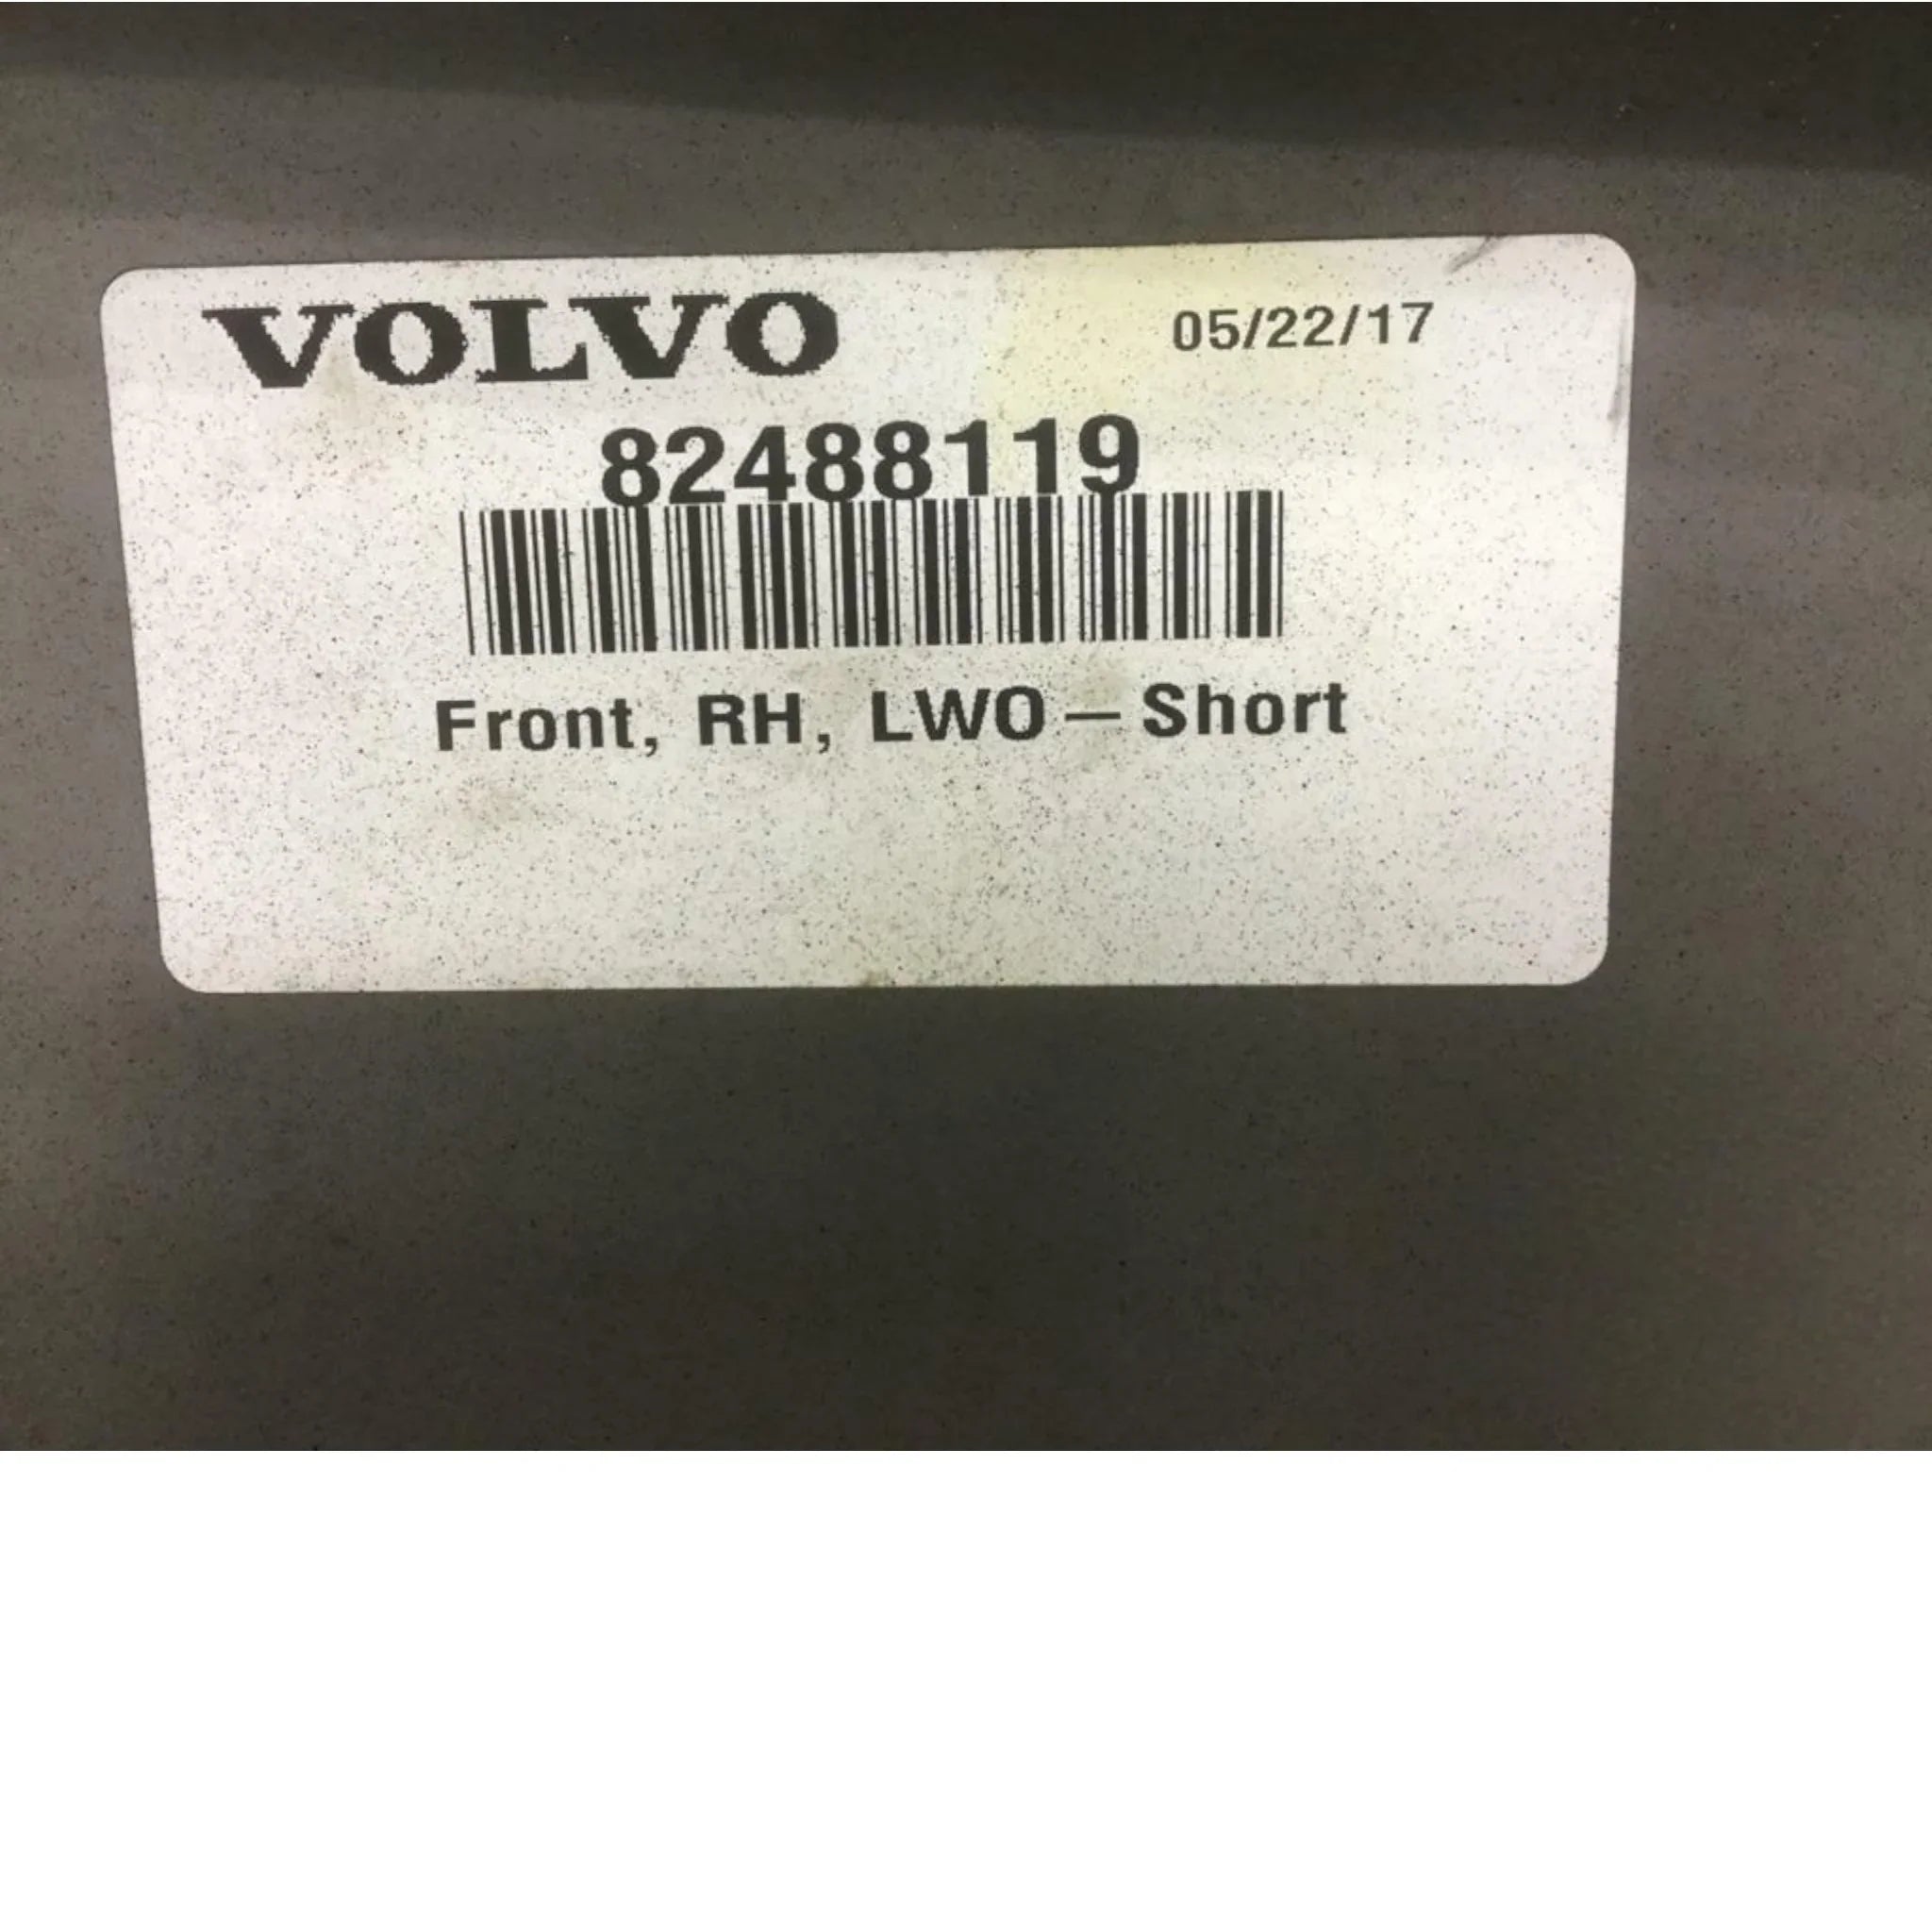 VOLVO 05/22/17
82488119
Front, RH, LWO – Short